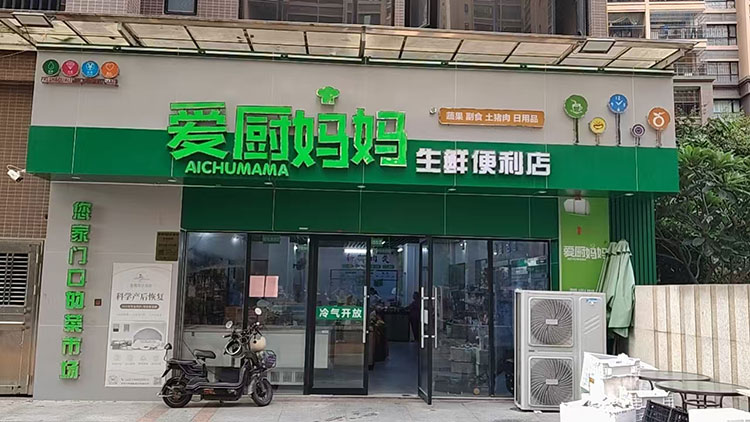 蔬果 副食 土猪肉 日用品
爱厨妈妈
AICHUMAMA
生鲜便利店
您家门口的菜市场
爱厨妈妈
科学产后恢复
冷气开放